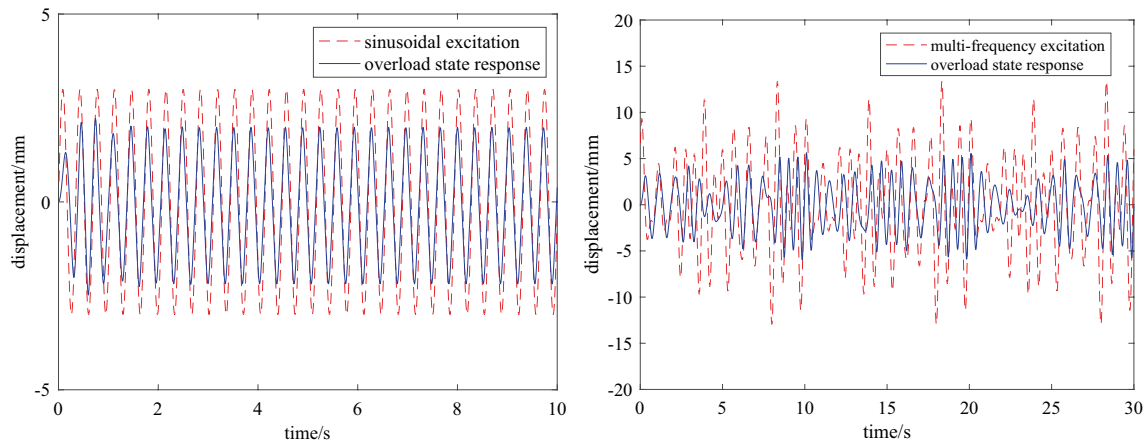 5
sinusoidal excitation
overload state response
displacement/mm
0
-5
0 2 4 6 8 10
time/s
20
multi-frequency excitation
overload state response
15
10
5
displacement/mm
0
-5
-10
-15
-20
0 5 10 15 20 25 30
time/s